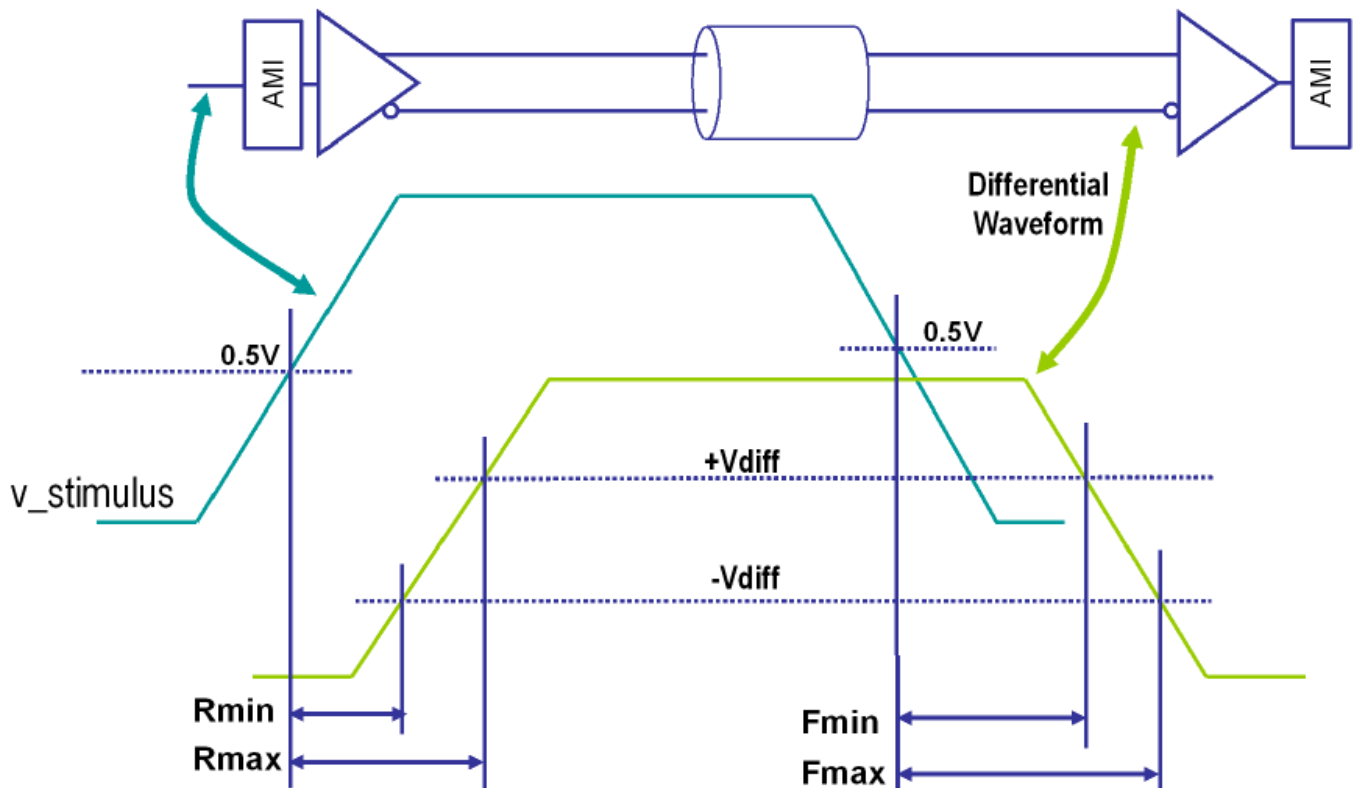 AMI
AMI
Differential
Waveform
0.5V
0.5V
+Vdiff
v_stimulus
-Vdiff
Rmin
Fmin
Rmax
Fmax